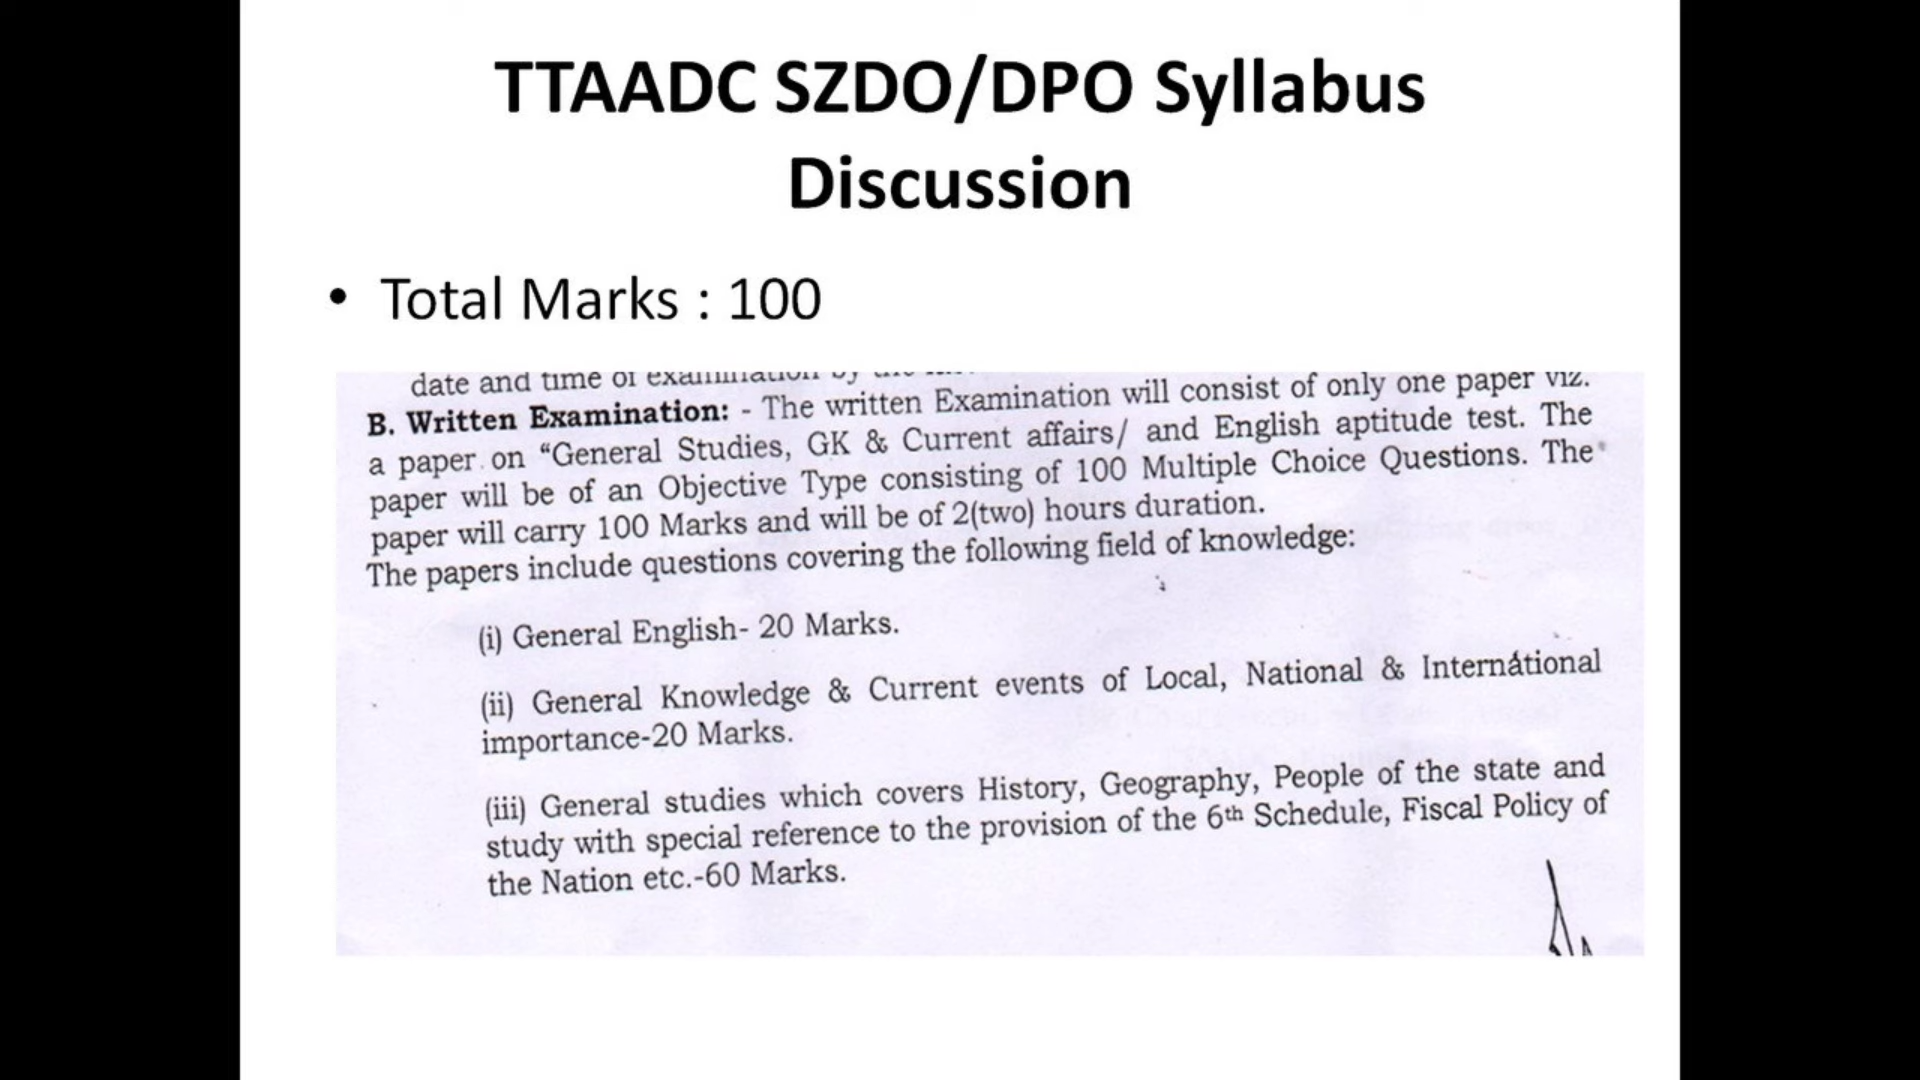 TTAADC SZDO/DPO Syllabus
Discussion
• Total Marks : 100
date and time of examination by the
B. Written Examination: - The written Examination will consist of only one paper viz.
a paper on “General Studies, GK & Current affairs/ and English aptitude test. The
paper will be of an Objective Type consisting of 100 Multiple Choice Questions. The
paper will carry 100 Marks and will be of 2(two) hours duration.
The papers include questions covering the following field of knowledge:
(i) General English- 20 Marks.
(ii) General Knowledge & Current events of Local, National & International
importance-20 Marks.
(iii) General studies which covers History, Geography, People of the state and
study with special reference to the provision of the 6th Schedule, Fiscal Policy of
the Nation etc.-60 Marks.